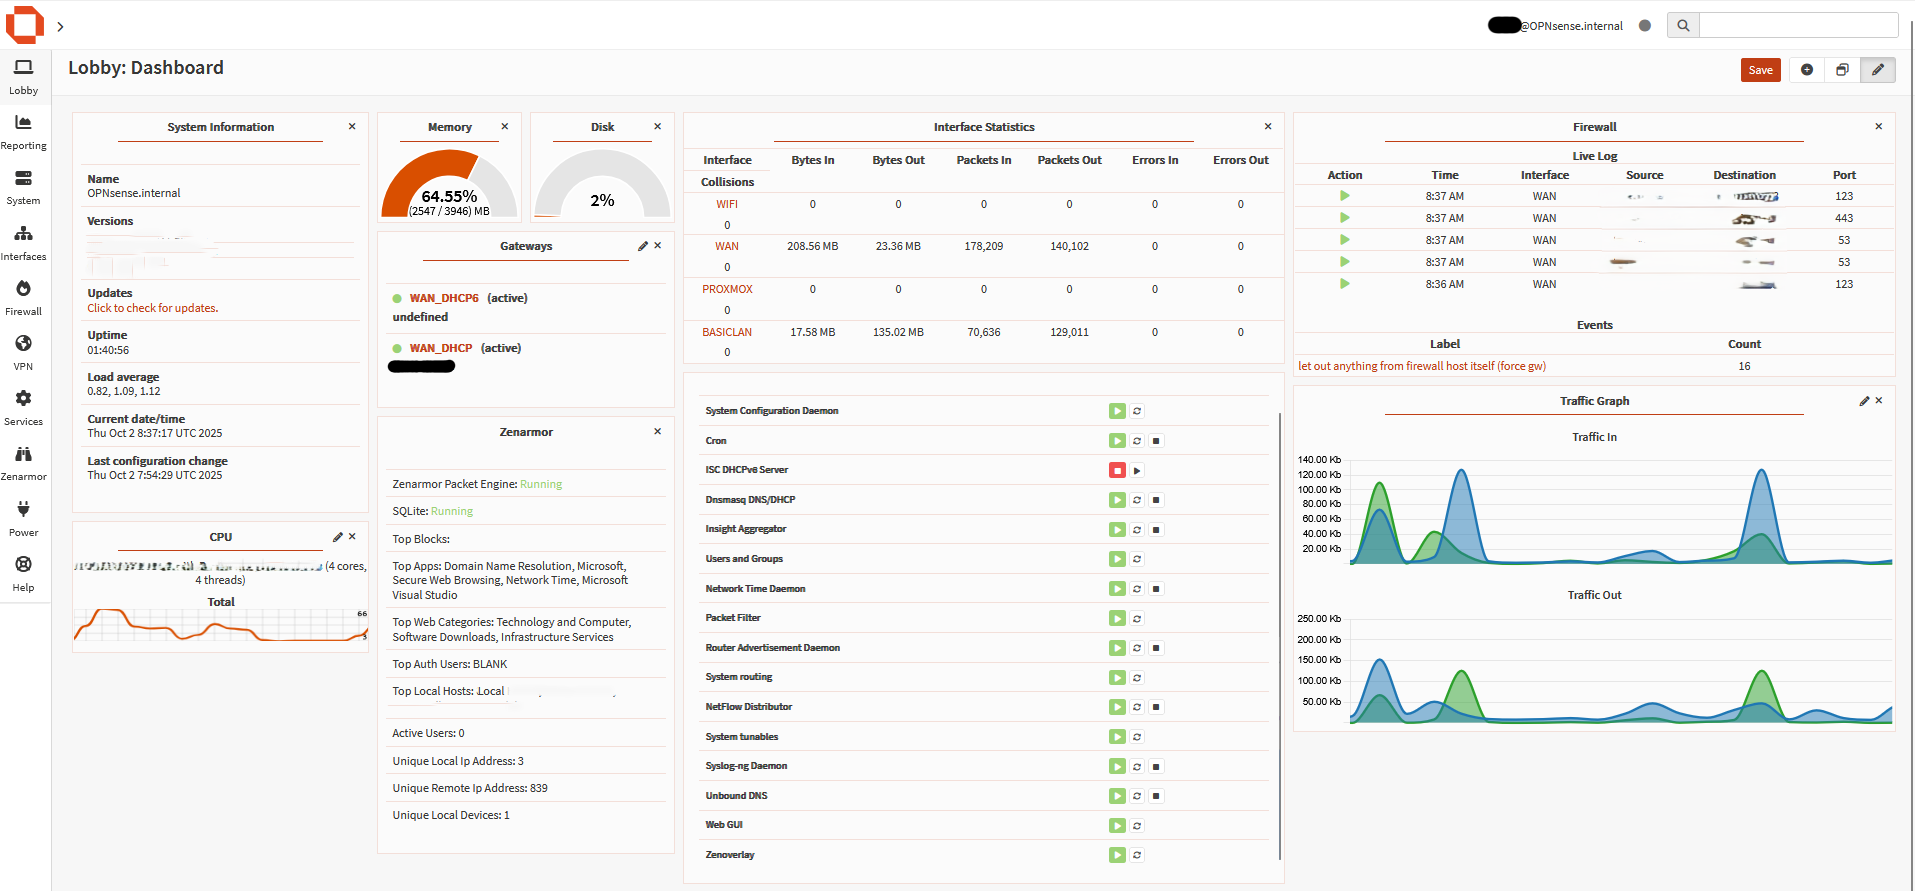 @OPNsense.internal
Lobby: Dashboard
Save
Lobby
Reporting
System
Interfaces
Firewall
VPN
Services
Zenarmor
Power
Help
System Information
Name
OPNsense.internal
Versions
Updates
Click to check for updates.
Uptime
01:40:56
Load average
0.82, 1.09, 1.12
Current date/time
Thu Oct 2 8:37:17 UTC 2025
Last configuration change
Thu Oct 2 7:54:29 UTC 2025
CPU
(4 cores,
4 threads)
Total
66
3
Memory
64.55%
(2547 / 3946) MB
Disk
2%
Gateways
WAN_DHCP6 (active)
undefined
WAN_DHCP (active)
Zenarmor
Zenarmor Packet Engine: Running
SQLite: Running
Top Blocks:
Top Apps: Domain Name Resolution, Microsoft,
Secure Web Browsing, Network Time, Microsoft
Visual Studio
Top Web Categories: Technology and Computer,
Software Downloads, Infrastructure Services
Top Auth Users: BLANK
Top Local Hosts: Local
Active Users: 0
Unique Local Ip Address: 3
Unique Remote Ip Address: 839
Unique Local Devices: 1
Interface Statistics
Interface Bytes In Bytes Out Packets In Packets Out Errors In Errors Out
Collisions
WIFI 0 0 0 0 0 0
0
WAN 208.56 MB 23.36 MB 178,209 140,102 0 0
0
PROXMOX 0 0 0 0 0 0
0
BASICLAN 17.58 MB 135.02 MB 70,636 129,011 0 0
0
System Configuration Daemon
Cron
ISC DHCPv6 Server
Dnsmasq DNS/DHCP
Insight Aggregator
Users and Groups
Network Time Daemon
Packet Filter
Router Advertisement Daemon
System routing
NetFlow Distributor
System tunables
Syslog-ng Daemon
Unbound DNS
Web GUI
Zenoverlay
Firewall
Live Log
Action Time Interface Source Destination Port
8:37 AM WAN 123
8:37 AM WAN 443
8:37 AM WAN 53
8:37 AM WAN 53
8:36 AM WAN 123
Events
Label Count
let out anything from firewall host itself (force gw) 16
Traffic Graph
Traffic In
140.00 Kb
120.00 Kb
100.00 Kb
80.00 Kb
60.00 Kb
40.00 Kb
20.00 Kb
Traffic Out
250.00 Kb
200.00 Kb
150.00 Kb
100.00 Kb
50.00 Kb